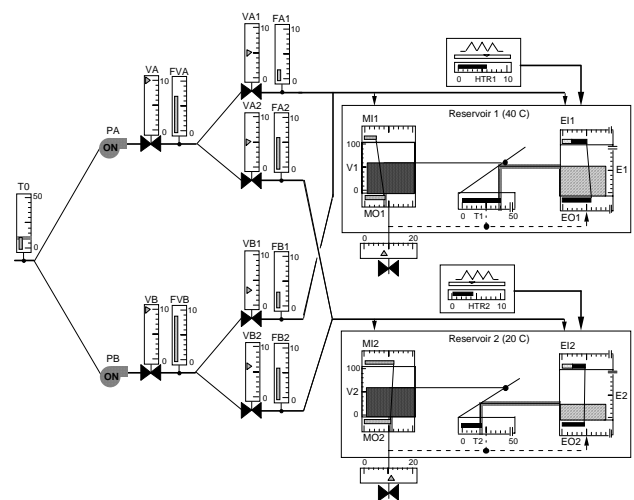 VA1 FA1
10 10
VA FVA
0 0
HTR1
0 10
10 10
VA2 FA2
PA
10 10
ON
0 0
Reservoir 1 (40 C)
MI1 EI1
100
V1 E1
0
0 T1 50
MO1 EO1
0 20
T0
50
0
0 0
VB1 FB1
10 10
VB FVB
0 0
HTR2
0 10
10 10
VB2 FB2
PB
10 10
ON
0 0
Reservoir 2 (20 C)
MI2 EI2
100
V2 E2
0
0 T2 50
MO2 EO2
0 20
0 0